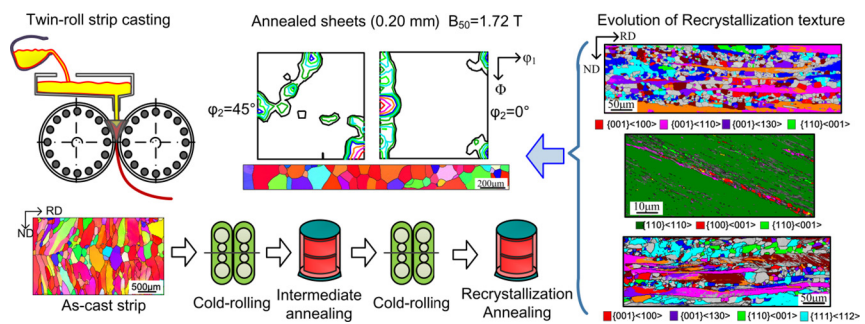 Twin-roll strip casting
Annealed sheets (0.20 mm) B50=1.72 T
Evolution of Recrystallization texture
φ1
Φ
φ2=45°
φ2=0°
200μm
RD
ND
50μm
{001}<100> {001}<110> {001}<130> {110}<001>
10μm
{110}<110> {100}<001> {110}<001>
50μm
{001}<100> {001}<130> {110}<001> {111}<112>
RD
ND
500μm
As-cast strip
Cold-rolling
Intermediate
annealing
Cold-rolling
Recrystallization
Annealing